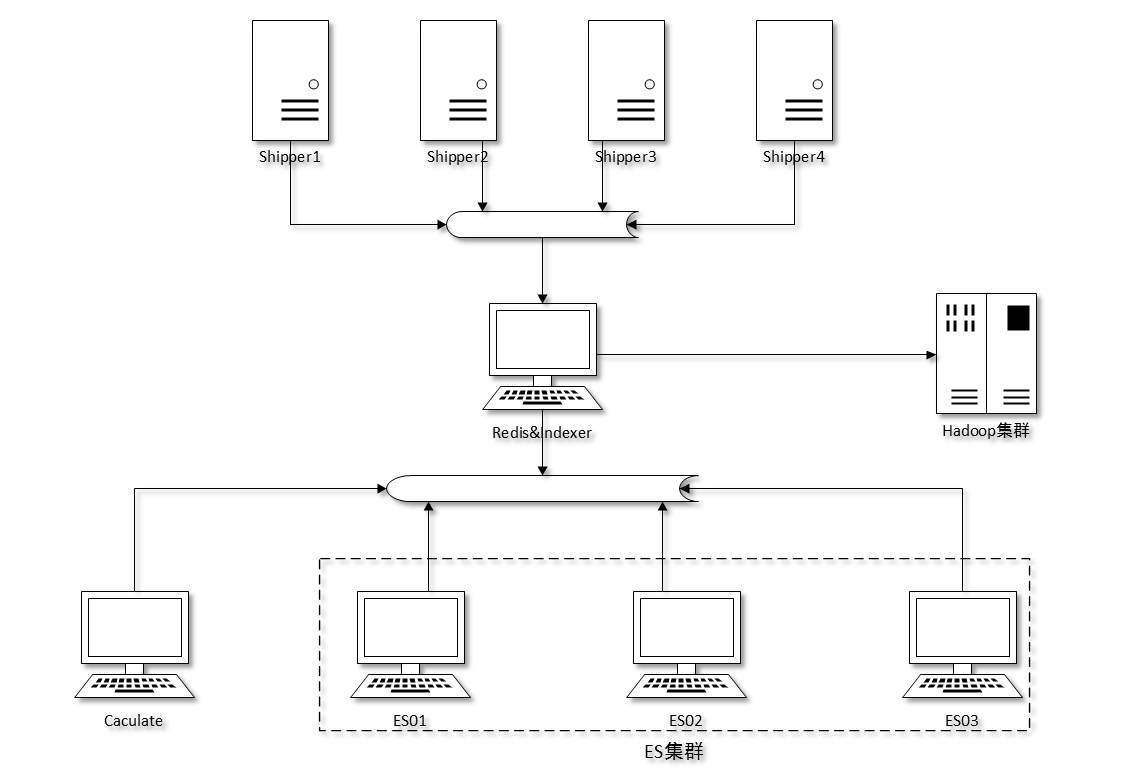 Shipper1
Shipper2
Shipper3
Shipper4
Redis&Indexer
Hadoop集群
Caculate
ES01
ES02
ES03
ES集群